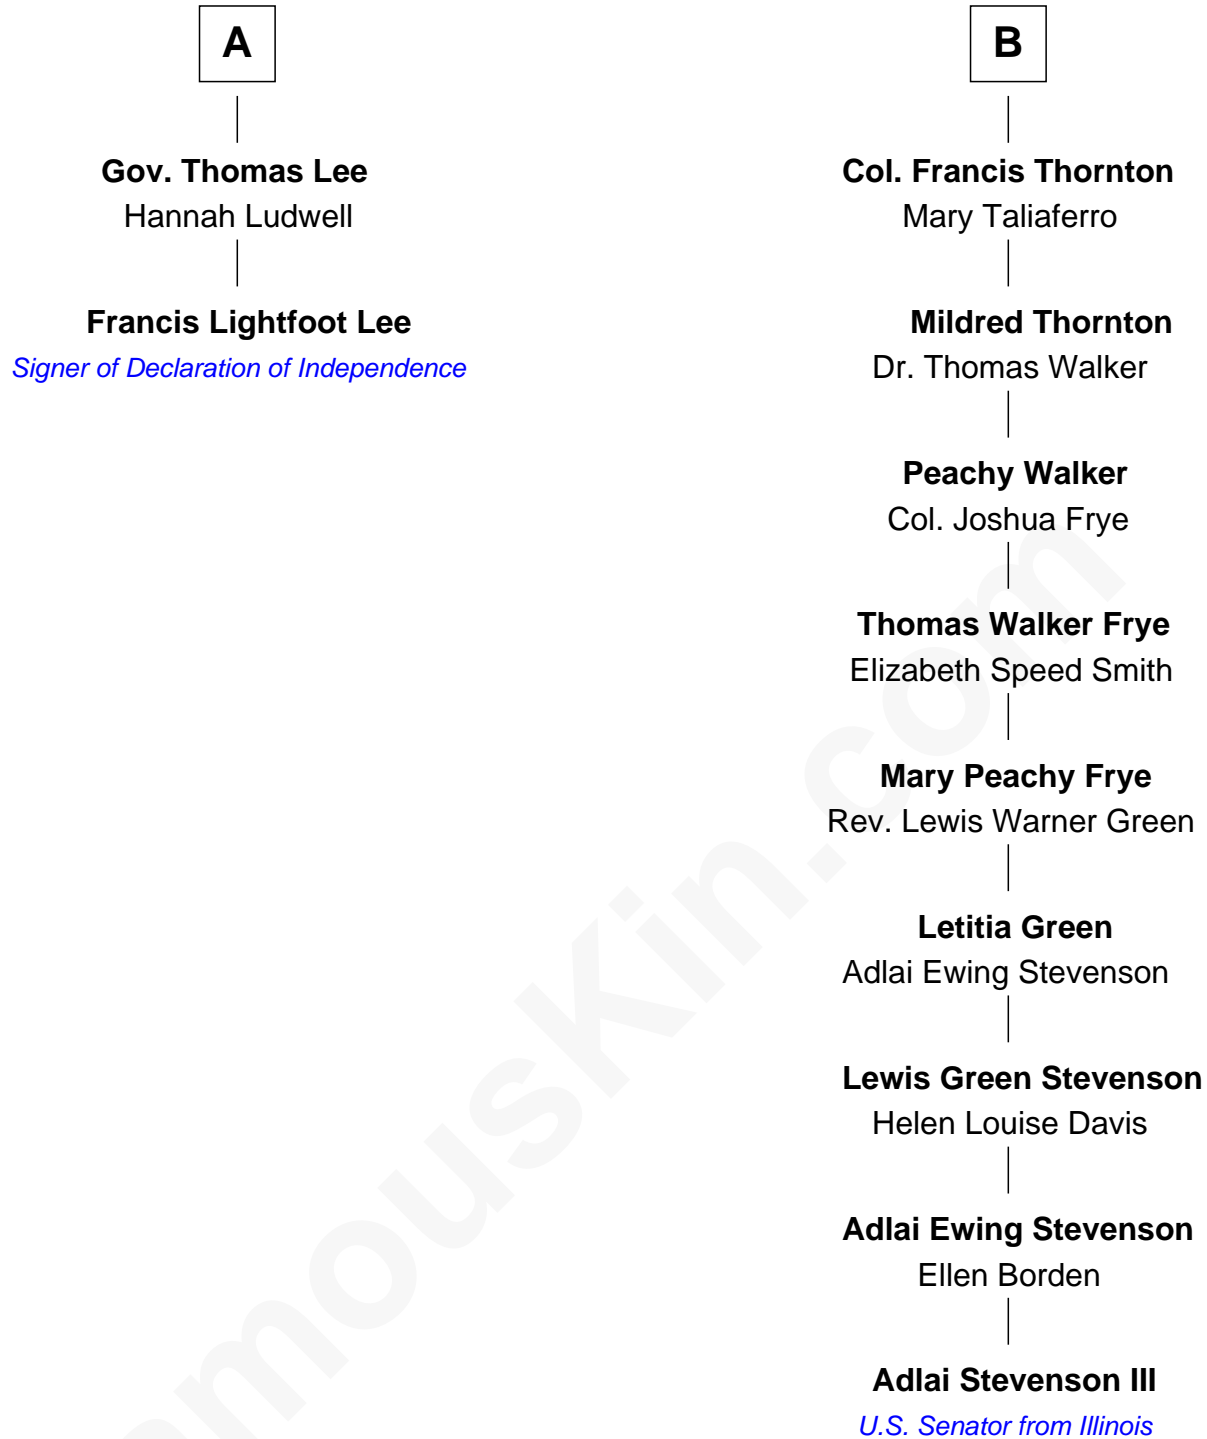 A
Gov. Thomas Lee
Hannah Ludwell
Francis Lightfoot Lee
Signer of Declaration of Independence
B
Col. Francis Thornton
Mary Taliaferro
Mildred Thornton
Dr. Thomas Walker
Peachy Walker
Col. Joshua Frye
Thomas Walker Frye
Elizabeth Speed Smith
Mary Peachy Frye
Rev. Lewis Warner Green
Letitia Green
Adlai Ewing Stevenson
Lewis Green Stevenson
Helen Louise Davis
Adlai Ewing Stevenson
Ellen Borden
Adlai Stevenson III
U.S. Senator from Illinois
amouskin.com